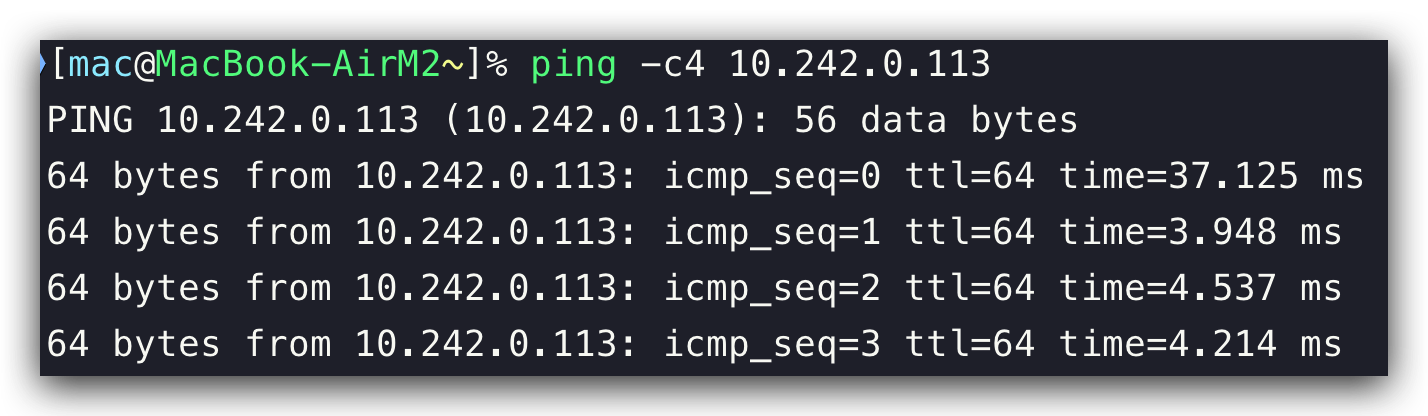 [mac@MacBook-AirM2~]% ping -c4 10.242.0.113
PING 10.242.0.113 (10.242.0.113): 56 data bytes
64 bytes from 10.242.0.113: icmp_seq=0 ttl=64 time=37.125 ms
64 bytes from 10.242.0.113: icmp_seq=1 ttl=64 time=3.948 ms
64 bytes from 10.242.0.113: icmp_seq=2 ttl=64 time=4.537 ms
64 bytes from 10.242.0.113: icmp_seq=3 ttl=64 time=4.214 ms